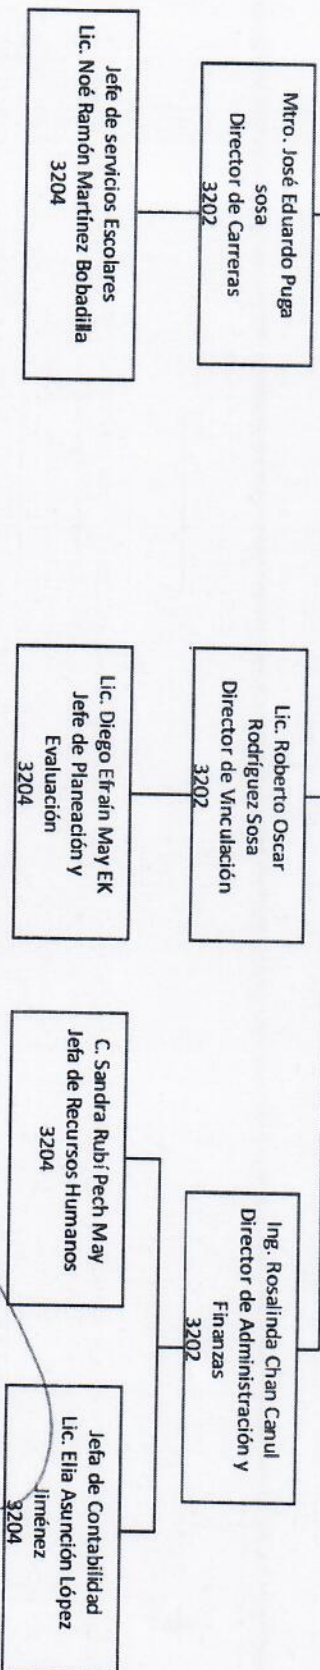 Mtro. José Eduardo Puga
sosa
Director de Carreras
3202
Lic. Roberto Oscar
Rodríguez Sosa
Director de Vinculación
3202
Ing. Rosalinda Chan Canul
Director de Administración y
Finanzas
3202
Jefe de servicios Escolares
Lic. Noé Ramón Martínez Bobadilla
3204
Lic. Diego Efraín May EK
Jefe de Planeación y
Evaluación
3204
C. Sandra Rubí Pech May
Jefa de Recursos Humanos
3204
Jefa de Contabilidad
Lic. Elia Asunción López
Jiménez
3204